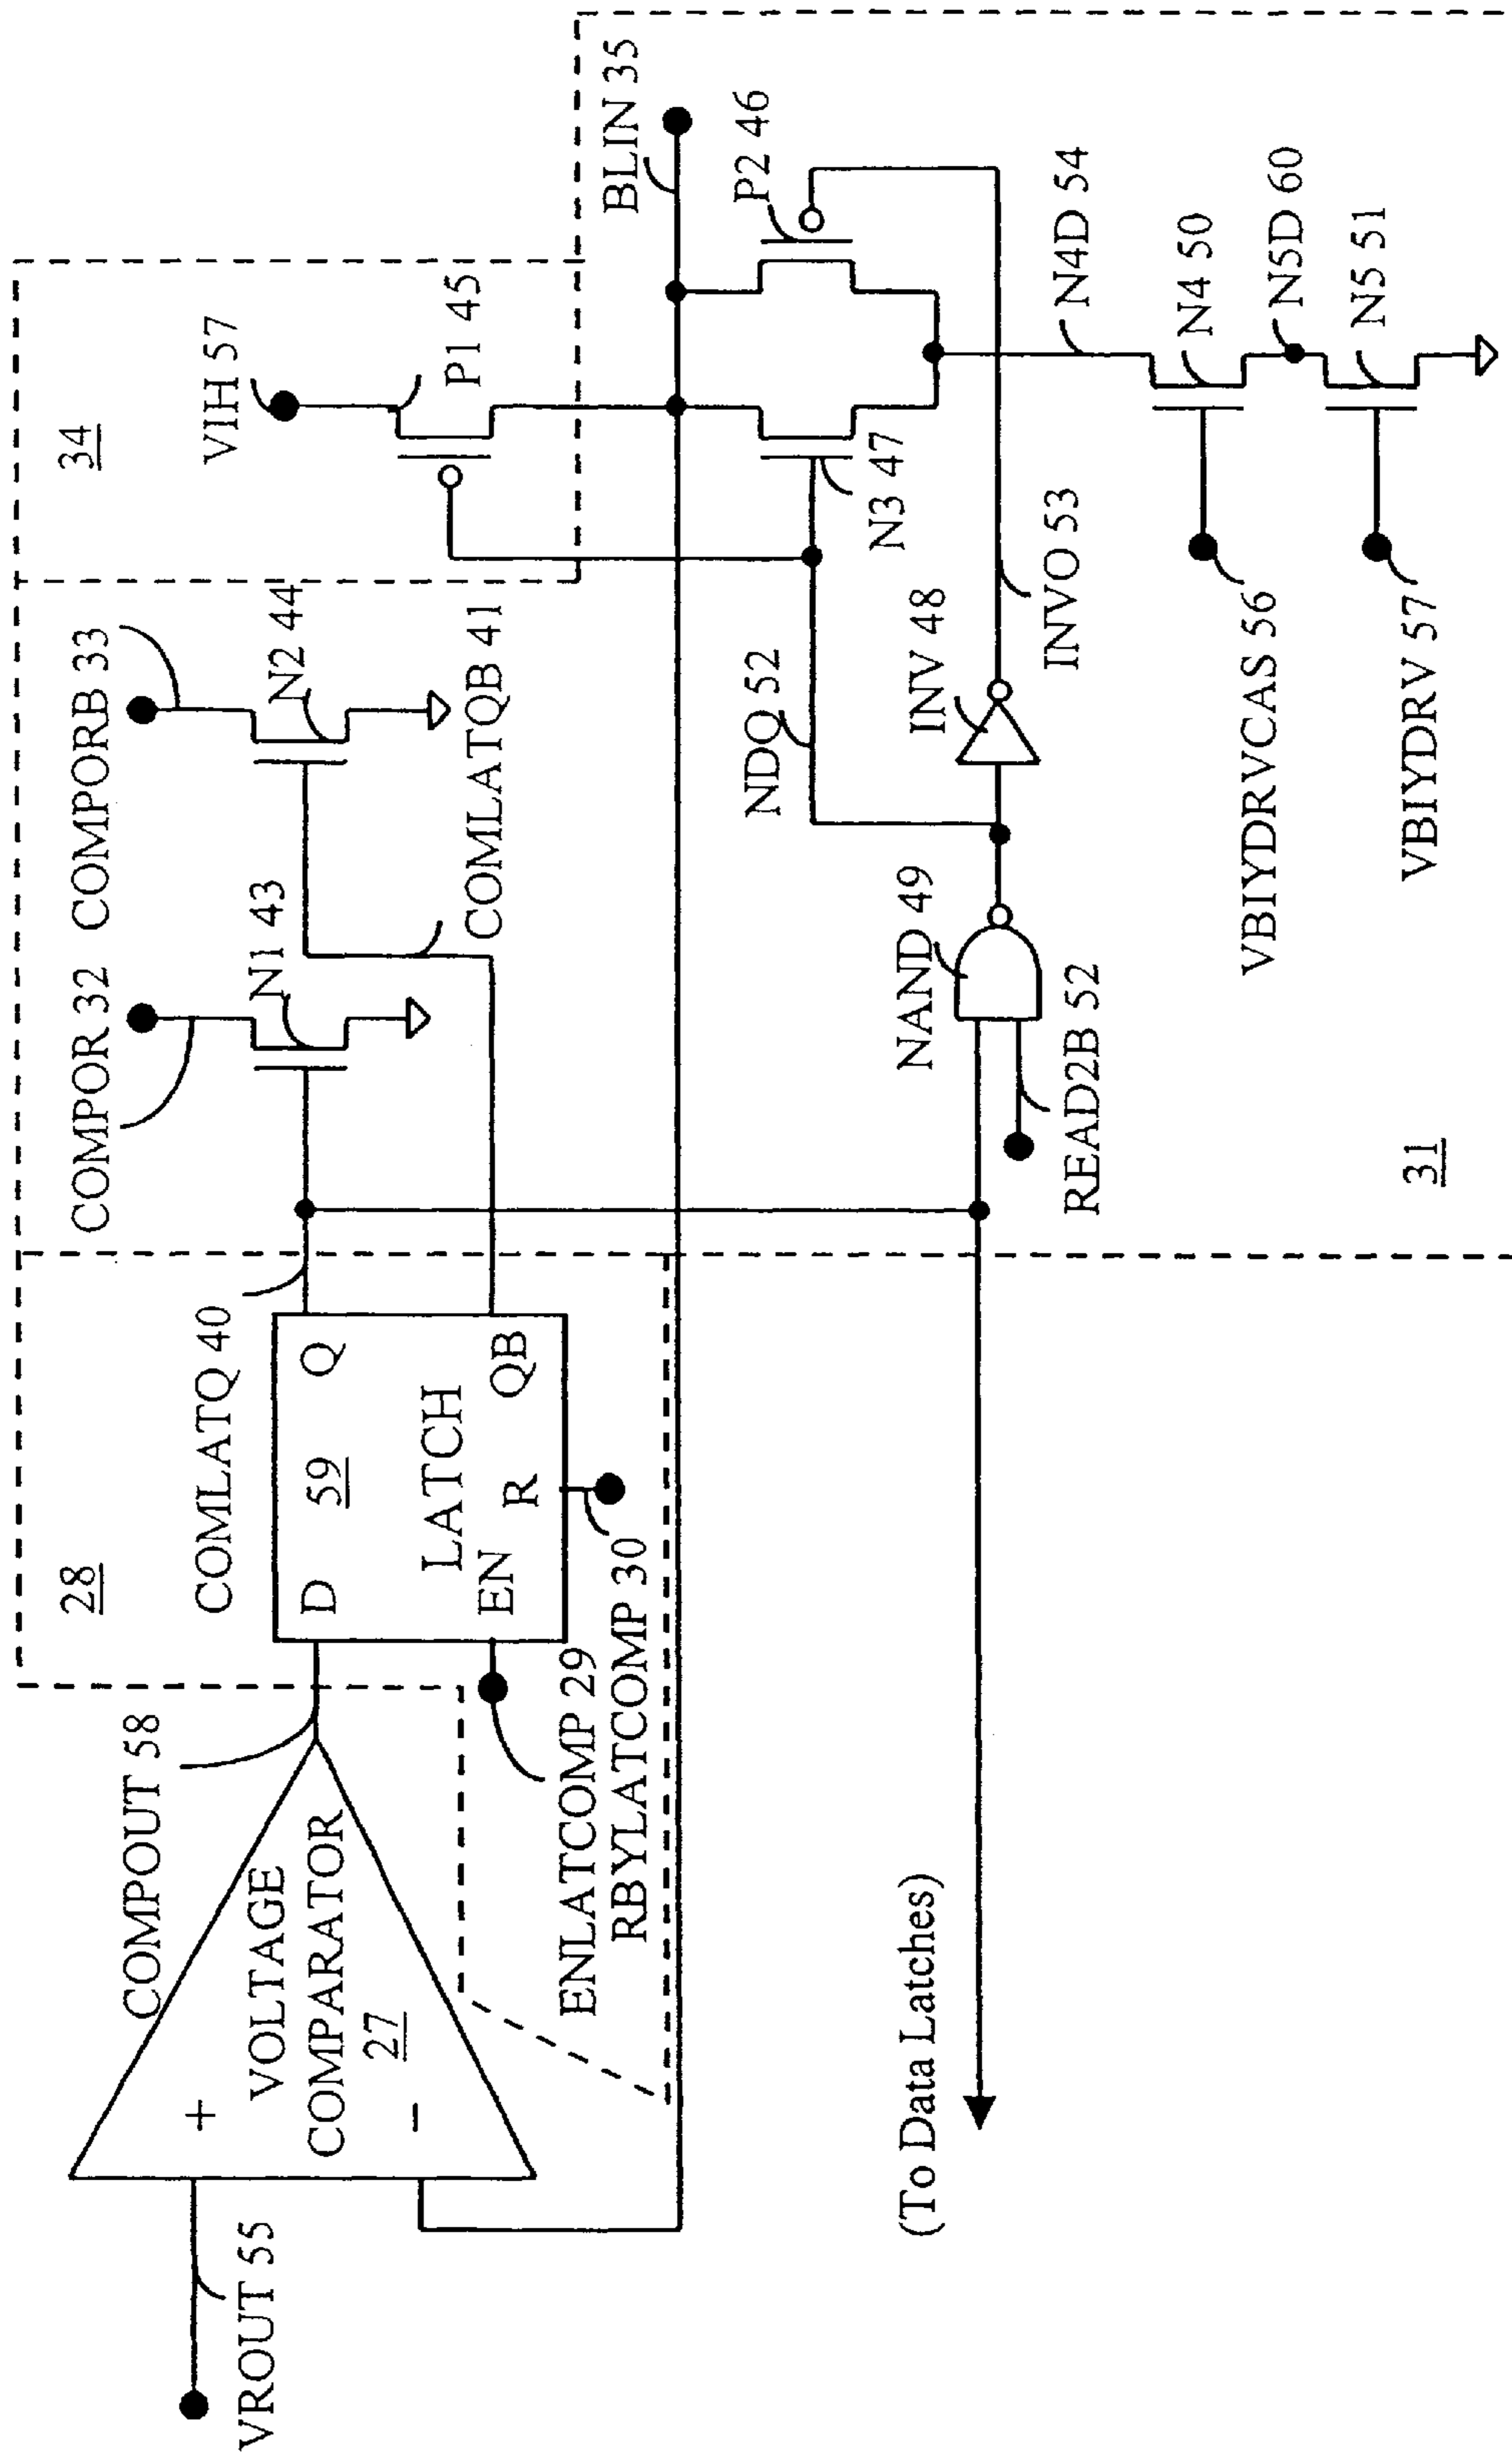 VROUT 55
+
VOLTAGE
COMPARATOR
27
−
COMPOUT 58
28
COMLATQ 40
D
Q
59
LATCH
EN
R
QB
ENLATCOMP 29
RBYLATCOMP 30
COMPOR 32
COMPORB 33
N1 43
N2 44
COMLATQB 41
34
VIH 57
P1 45
BLIN 35
P2 46
N3 47
NDQ 52
INV 48
INVO 53
NAND 49
READ2B 52
31
N4D 54
N4 50
N5D 60
N5 51
VBIYDRVCAS 56
VBIYDRV 57
(To Data Latches)